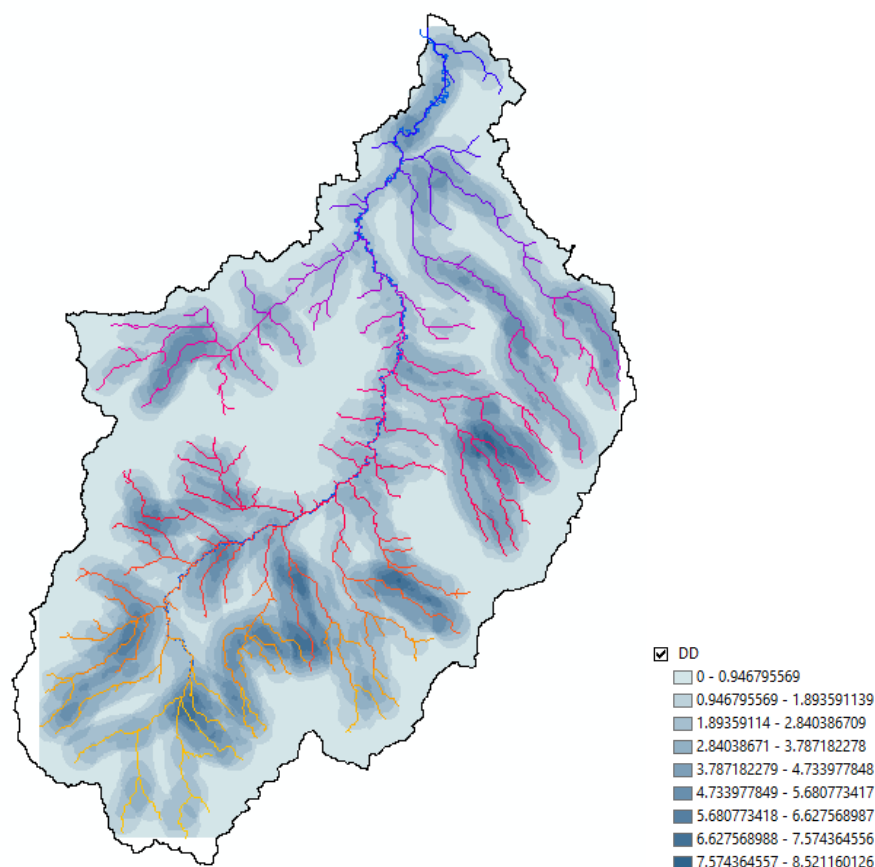 DD
0 - 0.946795569
0.946795569 - 1.893591139
1.89359114 - 2.840386709
2.84038671 - 3.787182278
3.787182279 - 4.733977848
4.733977849 - 5.680773417
5.680773418 - 6.627568987
6.627568988 - 7.574364556
7.574364557 - 8.521160126